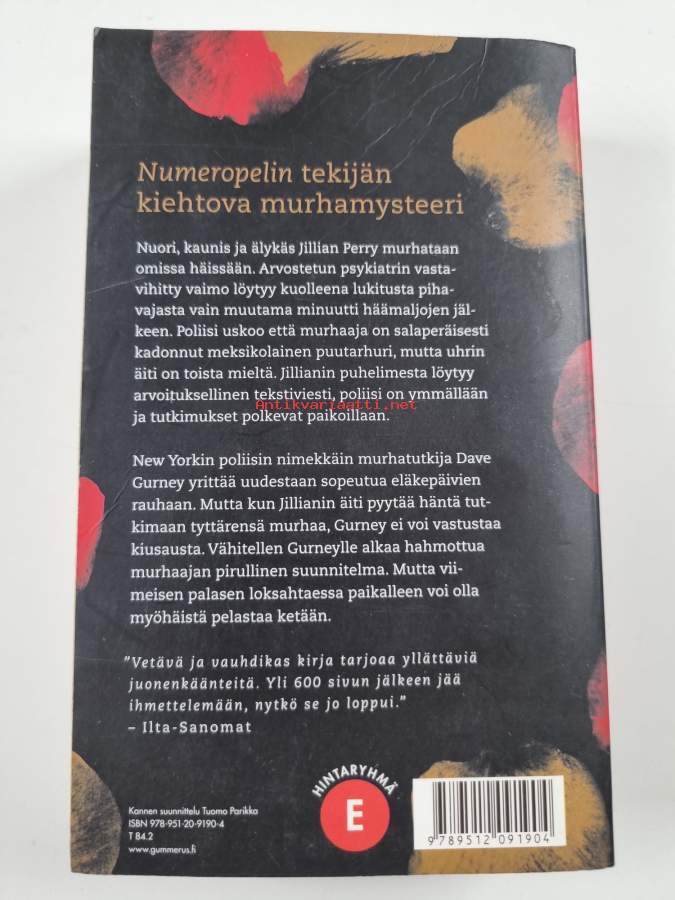 Numeropelin tekijän
kiehtova murhamysteeri
Nuori, kaunis ja älykäs Jillian Perry murhataan
omissa häissään. Arvostetun psykiatrin vasta-
vihitty vaimo löytyy kuolleena lukitusta piha-
vajasta vain muutama minuutti häämaljojen jäl-
keen. Poliisi uskoo että murhaaja on salaperäisesti
kadonnut meksikolainen puutarhuri, mutta uhrin
äiti on toista mieltä. Jillianin puhelimesta löytyy
arvoituksellinen tekstiviesti, poliisi on ymmällään
Antikvariaatti.net
ja tutkimukset polkevat paikoillaan.
New Yorkin poliisin nimekkäin murhatutkija Dave
Gurney yrittää uudestaan sopeutua eläkepäivien
rauhaan. Mutta kun Jillianin äiti pyytää häntä tut-
kimaan tyttärensä murhaa, Gurney ei voi vastustaa
kiusausta. Vähitellen Gurneylle alkaa hahmottua
murhaajan pirullinen suunnitelma. Mutta vii-
meisen palasen loksahtaessa paikalleen voi olla
myöhäistä pelastaa ketään.
"Vetävä ja vauhdikas kirja tarjoaa yllättäviä
juonenkäänteitä. Yli 600 sivun jälkeen jää
ihmettelemään, nytkö se jo loppui."
– Ilta-Sanomat
HINTARYHMÄ
E
Kannen suunnittelu Tuomo Parikka
ISBN 978-951-20-9190-4
T 84.2
www.gummerus.fi
9 789512 091904